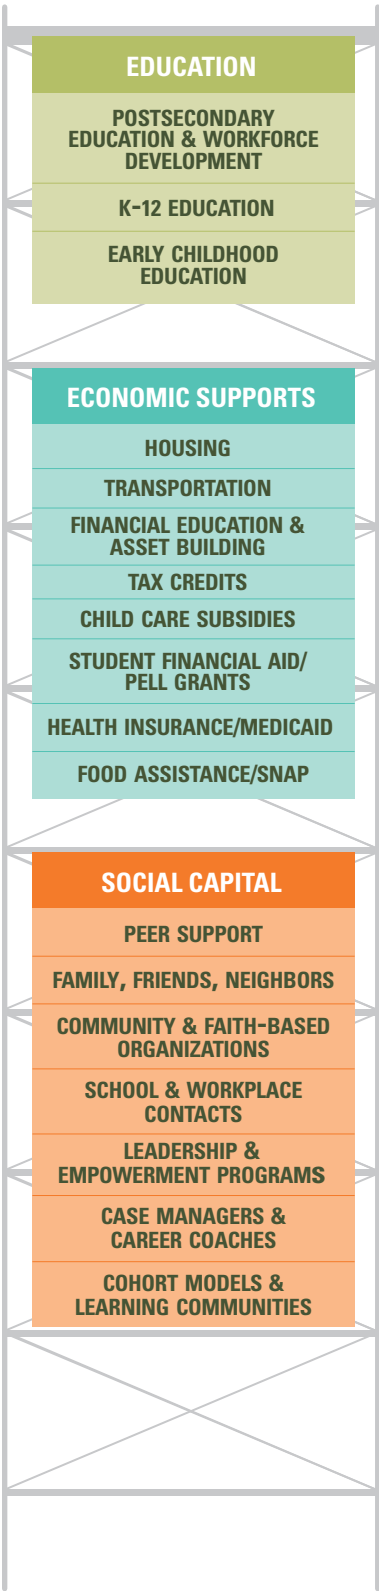 EDUCATION
POSTSECONDARY
EDUCATION & WORKFORCE
DEVELOPMENT
K-12 EDUCATION
EARLY CHILDHOOD
EDUCATION
ECONOMIC SUPPORTS
HOUSING
TRANSPORTATION
FINANCIAL EDUCATION &
ASSET BUILDING
TAX CREDITS
CHILD CARE SUBSIDIES
STUDENT FINANCIAL AID/
PELL GRANTS
HEALTH INSURANCE/MEDICAID
FOOD ASSISTANCE/SNAP
SOCIAL CAPITAL
PEER SUPPORT
FAMILY, FRIENDS, NEIGHBORS
COMMUNITY & FAITH-BASED
ORGANIZATIONS
SCHOOL & WORKPLACE
CONTACTS
LEADERSHIP &
EMPOWERMENT PROGRAMS
CASE MANAGERS &
CAREER COACHES
COHORT MODELS &
LEARNING COMMUNITIES